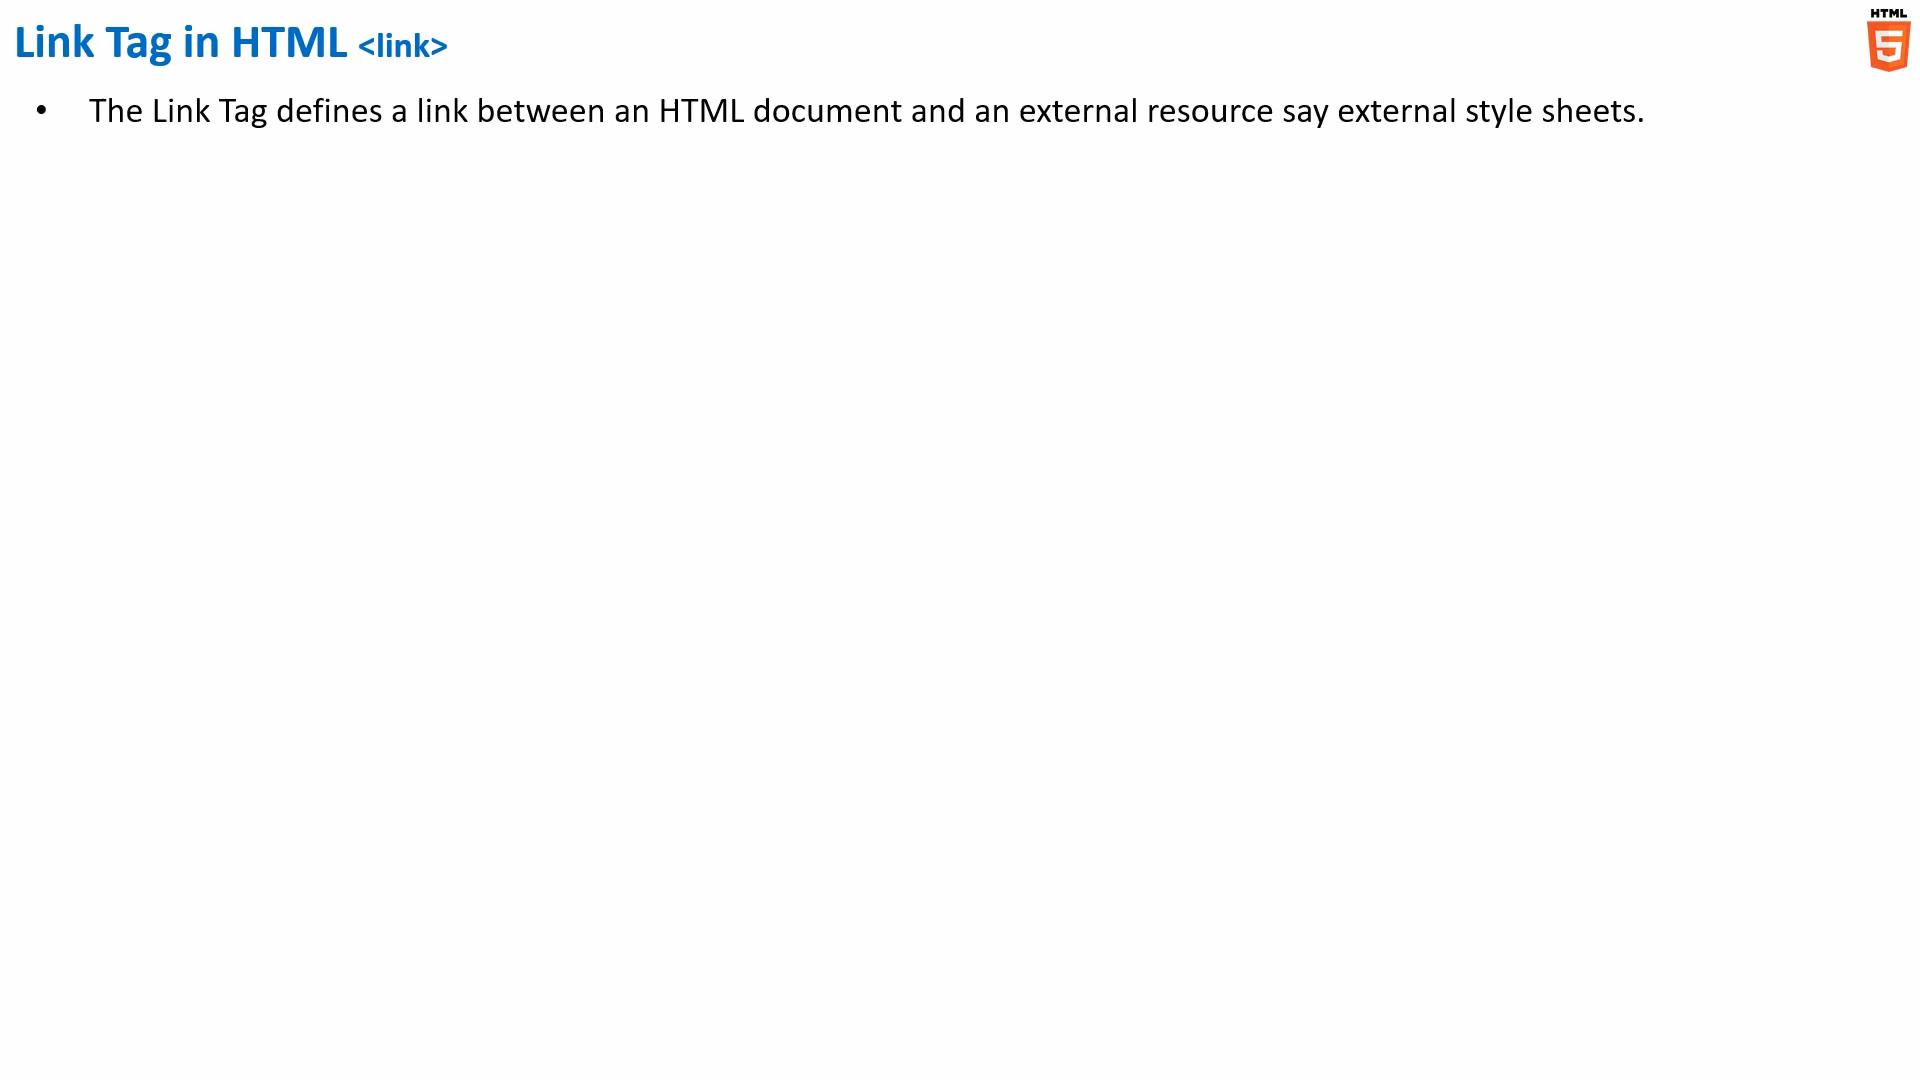 Link Tag in HTML <link>
HTML
• The Link Tag defines a link between an HTML document and an external resource say external style sheets.